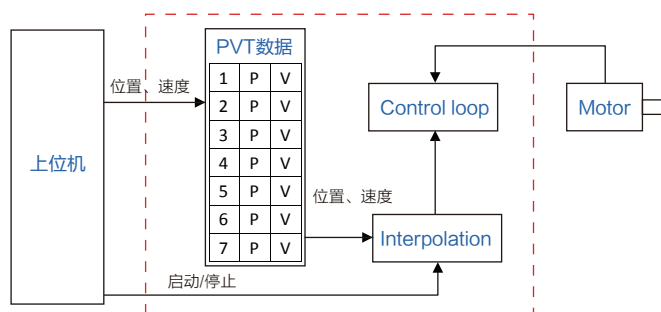 PVT数据
位置、速度
1 P V
2 P V
3 P V
4 P V
5 P V
6 P V
7 P V
上位机
Control loop
Motor
位置、速度
Interpolation
启动/停止